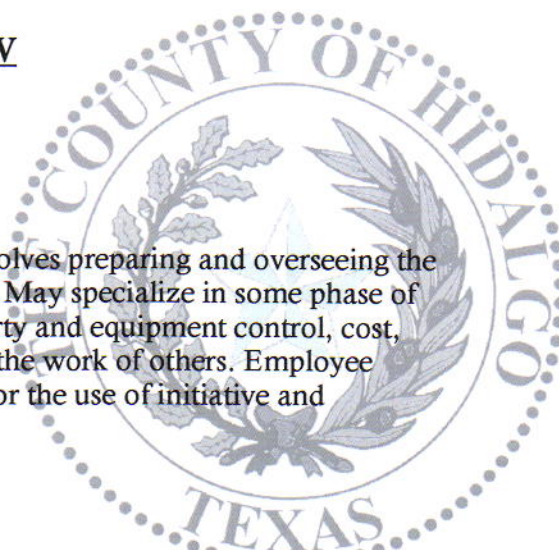 V
THE COUNTY OF HIDALGO
olves preparing and overseeing the
May specialize in some phase of
rty and equipment control, cost,
the work of others. Employee
or the use of initiative and
TEXAS